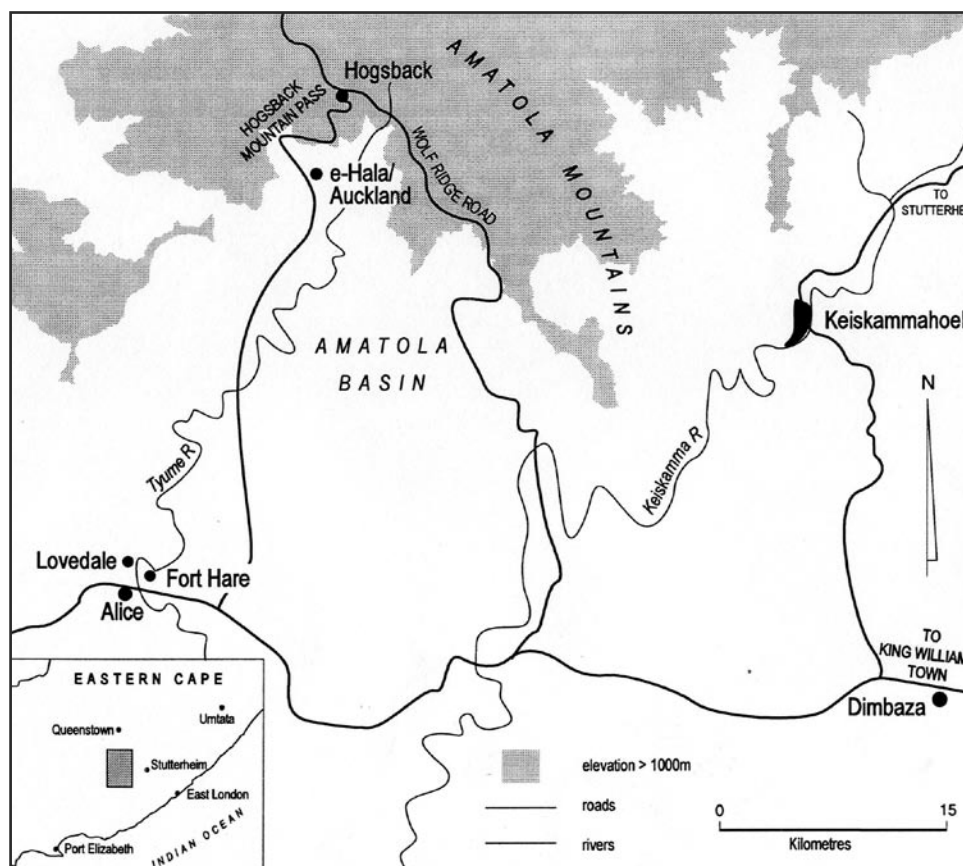 Hogsback
HOGSBACK
MOUNTAIN PASS
AMATOLA MOUNTAINS
WOLF RIDGE ROAD
e-Hala/
Auckland
TO
STUTTERHE
Keiskammahoek
AMATOLA
BASIN
N
Tyume R
Keiskamma R
Lovedale
Fort Hare
Alice
TO
KING WILLIAM
TOWN
Dimbaza
EASTERN CAPE
Umtata
Queenstown
Stutterheim
East London
Port Elizabeth
INDIAN OCEAN
elevation > 1000m
roads
rivers
0 15
Kilometres